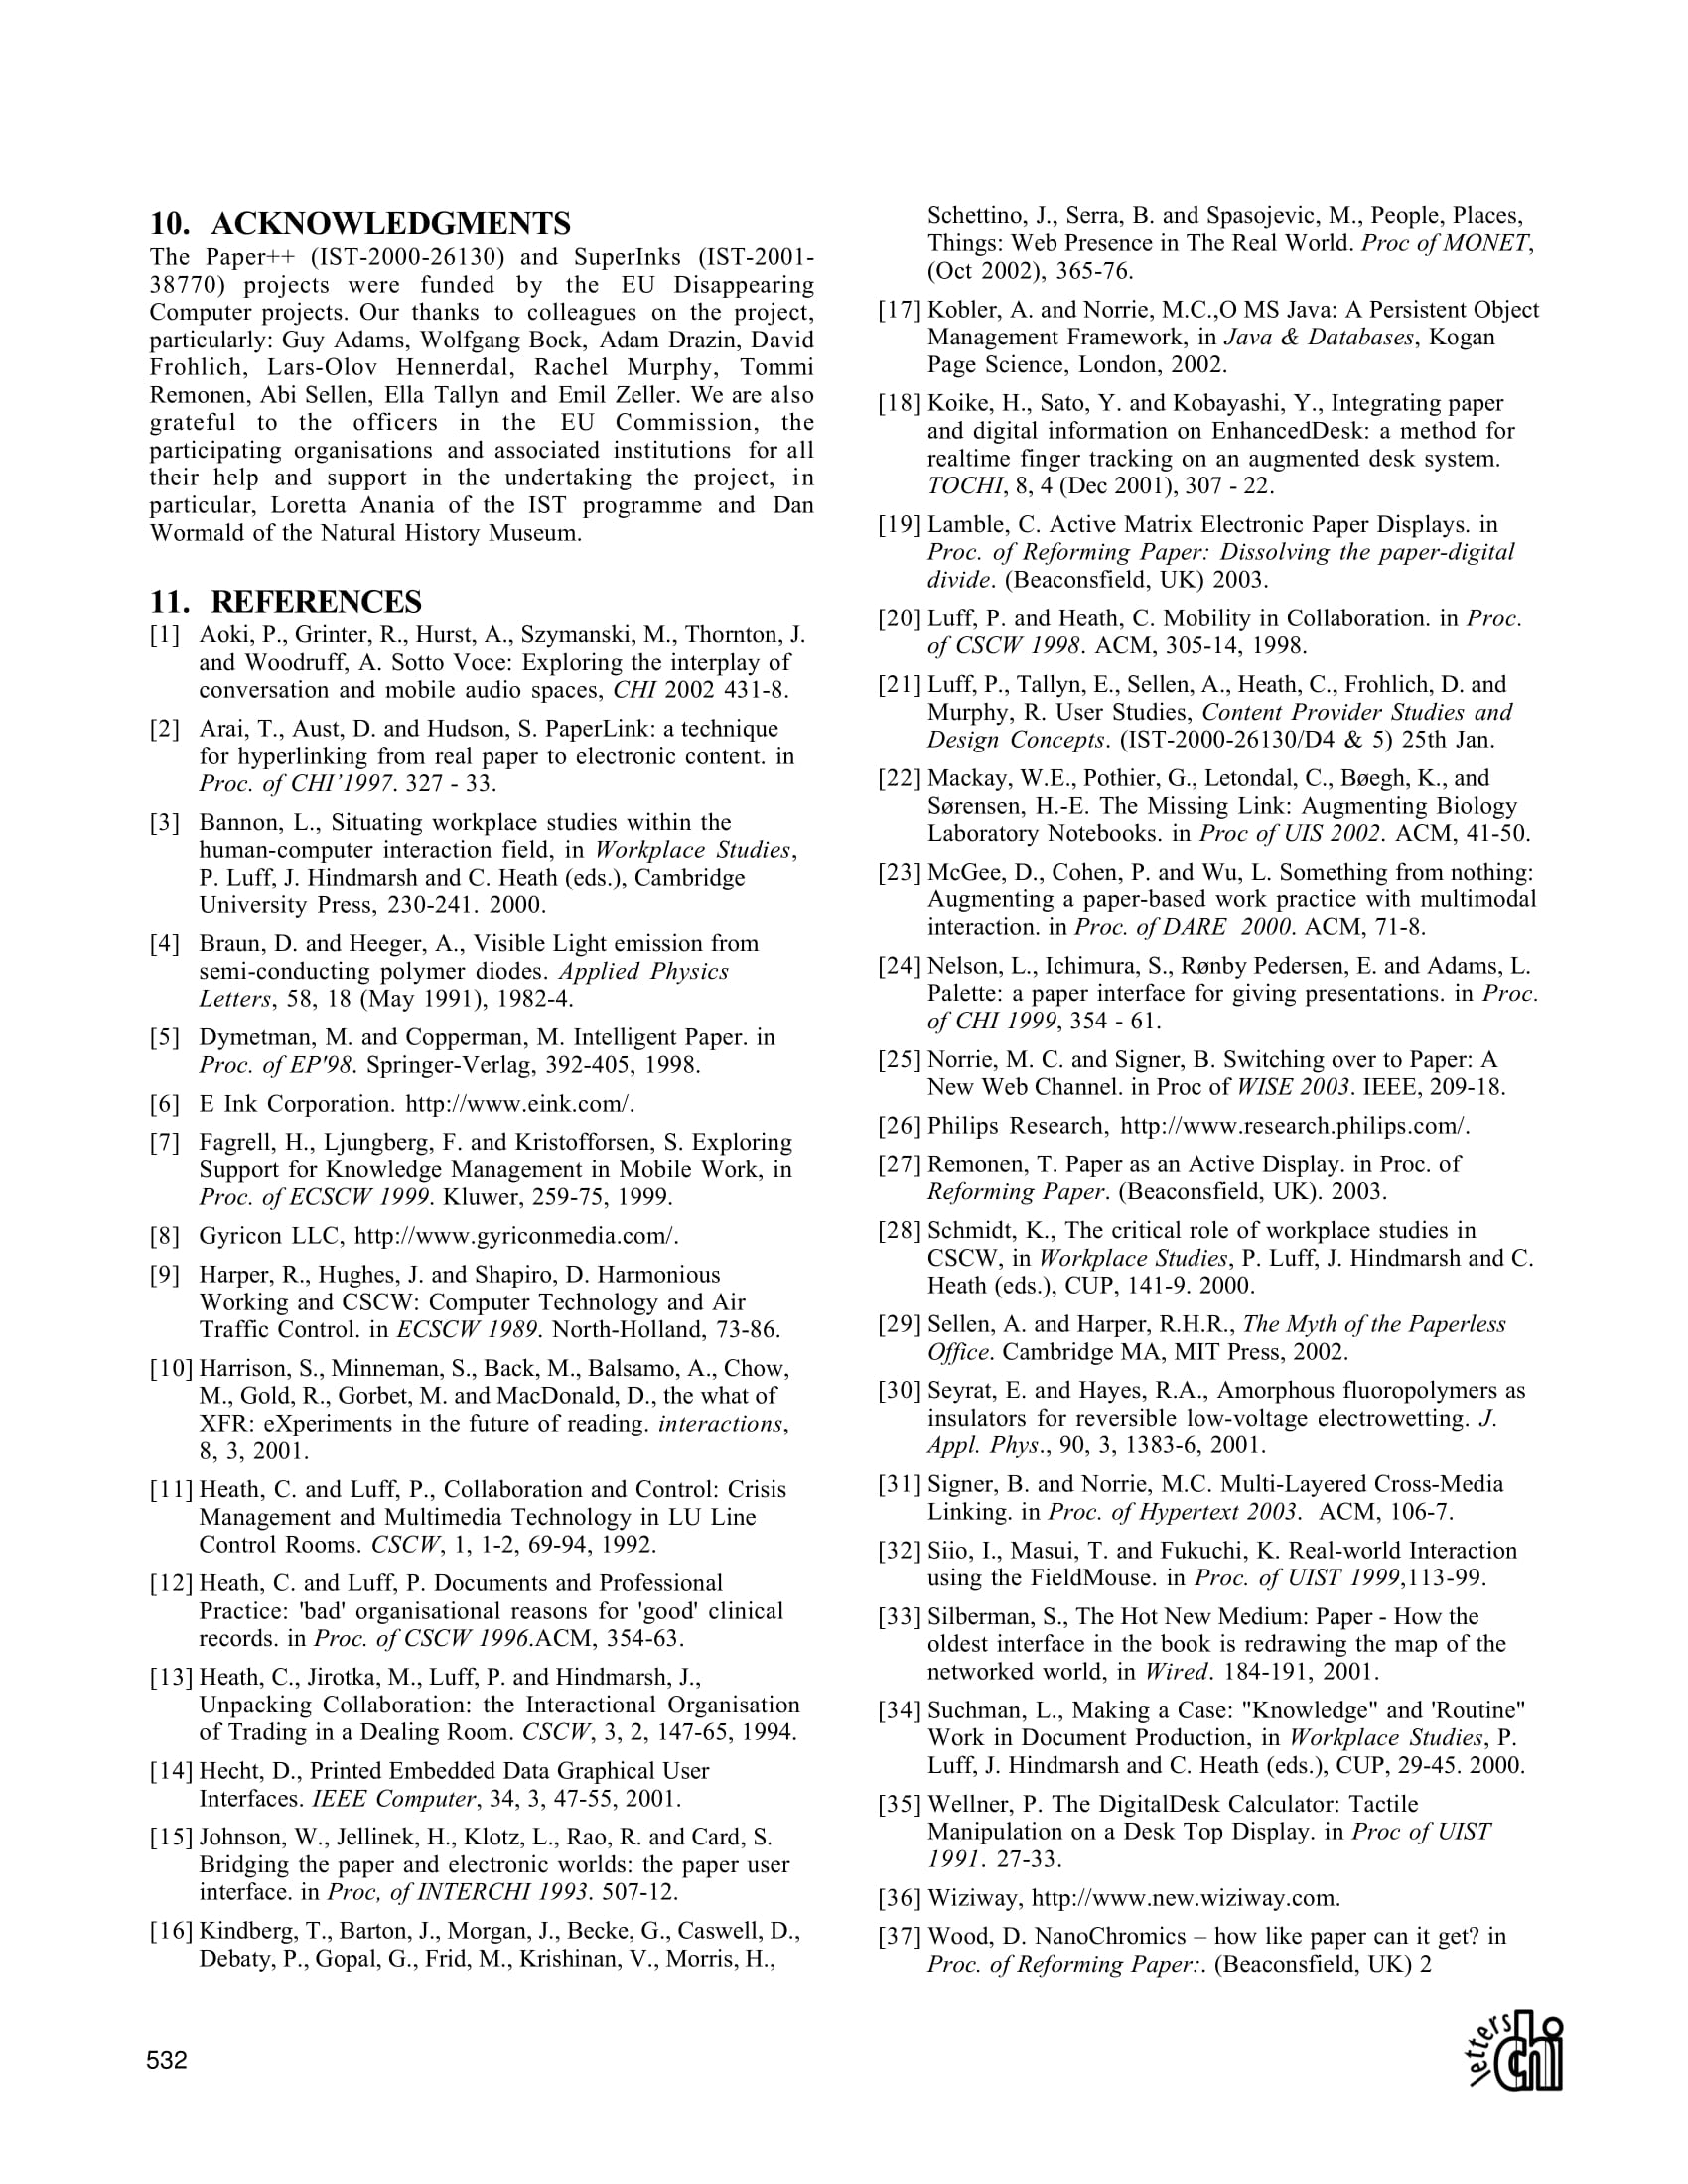 10. ACKNOWLEDGMENTS
The Paper++ (IST-2000-26130) and SuperInks (IST-2001-
38770) projects were funded by the EU Disappearing
Computer projects. Our thanks to colleagues on the project,
particularly: Guy Adams, Wolfgang Bock, Adam Drazin, David
Frohlich, Lars-Olov Hennerdal, Rachel Murphy, Tommi
Remonen, Abi Sellen, Ella Tallyn and Emil Zeller. We are also
grateful to the officers in the EU Commission, the
participating organisations and associated institutions for all
their help and support in the undertaking the project, in
particular, Loretta Anania of the IST programme and Dan
Wormald of the Natural History Museum.
11. REFERENCES
[1] Aoki, P., Grinter, R., Hurst, A., Szymanski, M., Thornton, J.
and Woodruff, A. Sotto Voce: Exploring the interplay of
conversation and mobile audio spaces, CHI 2002 431-8.
[2] Arai, T., Aust, D. and Hudson, S. PaperLink: a technique
for hyperlinking from real paper to electronic content. in
Proc. of CHI’1997. 327 - 33.
[3] Bannon, L., Situating workplace studies within the
human-computer interaction field, in Workplace Studies,
P. Luff, J. Hindmarsh and C. Heath (eds.), Cambridge
University Press, 230-241. 2000.
[4] Braun, D. and Heeger, A., Visible Light emission from
semi-conducting polymer diodes. Applied Physics
Letters, 58, 18 (May 1991), 1982-4.
[5] Dymetman, M. and Copperman, M. Intelligent Paper. in
Proc. of EP'98. Springer-Verlag, 392-405, 1998.
[6] E Ink Corporation. http://www.eink.com/.
[7] Fagrell, H., Ljungberg, F. and Kristofforsen, S. Exploring
Support for Knowledge Management in Mobile Work, in
Proc. of ECSCW 1999. Kluwer, 259-75, 1999.
[8] Gyricon LLC, http://www.gyriconmedia.com/.
[9] Harper, R., Hughes, J. and Shapiro, D. Harmonious
Working and CSCW: Computer Technology and Air
Traffic Control. in ECSCW 1989. North-Holland, 73-86.
[10] Harrison, S., Minneman, S., Back, M., Balsamo, A., Chow,
M., Gold, R., Gorbet, M. and MacDonald, D., the what of
XFR: eXperiments in the future of reading. interactions,
8, 3, 2001.
[11] Heath, C. and Luff, P., Collaboration and Control: Crisis
Management and Multimedia Technology in LU Line
Control Rooms. CSCW, 1, 1-2, 69-94, 1992.
[12] Heath, C. and Luff, P. Documents and Professional
Practice: 'bad' organisational reasons for 'good' clinical
records. in Proc. of CSCW 1996.ACM, 354-63.
[13] Heath, C., Jirotka, M., Luff, P. and Hindmarsh, J.,
Unpacking Collaboration: the Interactional Organisation
of Trading in a Dealing Room. CSCW, 3, 2, 147-65, 1994.
[14] Hecht, D., Printed Embedded Data Graphical User
Interfaces. IEEE Computer, 34, 3, 47-55, 2001.
[15] Johnson, W., Jellinek, H., Klotz, L., Rao, R. and Card, S.
Bridging the paper and electronic worlds: the paper user
interface. in Proc, of INTERCHI 1993. 507-12.
[16] Kindberg, T., Barton, J., Morgan, J., Becke, G., Caswell, D.,
Debaty, P., Gopal, G., Frid, M., Krishinan, V., Morris, H.,
Schettino, J., Serra, B. and Spasojevic, M., People, Places,
Things: Web Presence in The Real World. Proc of MONET,
(Oct 2002), 365-76.
[17] Kobler, A. and Norrie, M.C.,O MS Java: A Persistent Object
Management Framework, in Java & Databases, Kogan
Page Science, London, 2002.
[18] Koike, H., Sato, Y. and Kobayashi, Y., Integrating paper
and digital information on EnhancedDesk: a method for
realtime finger tracking on an augmented desk system.
TOCHI, 8, 4 (Dec 2001), 307 - 22.
[19] Lamble, C. Active Matrix Electronic Paper Displays. in
Proc. of Reforming Paper: Dissolving the paper-digital
divide. (Beaconsfield, UK) 2003.
[20] Luff, P. and Heath, C. Mobility in Collaboration. in Proc.
of CSCW 1998. ACM, 305-14, 1998.
[21] Luff, P., Tallyn, E., Sellen, A., Heath, C., Frohlich, D. and
Murphy, R. User Studies, Content Provider Studies and
Design Concepts. (IST-2000-26130/D4 & 5) 25th Jan.
[22] Mackay, W.E., Pothier, G., Letondal, C., Bøegh, K., and
Sørensen, H.-E. The Missing Link: Augmenting Biology
Laboratory Notebooks. in Proc of UIS 2002. ACM, 41-50.
[23] McGee, D., Cohen, P. and Wu, L. Something from nothing:
Augmenting a paper-based work practice with multimodal
interaction. in Proc. of DARE 2000. ACM, 71-8.
[24] Nelson, L., Ichimura, S., Rønby Pedersen, E. and Adams, L.
Palette: a paper interface for giving presentations. in Proc.
of CHI 1999, 354 - 61.
[25] Norrie, M. C. and Signer, B. Switching over to Paper: A
New Web Channel. in Proc of WISE 2003. IEEE, 209-18.
[26] Philips Research, http://www.research.philips.com/.
[27] Remonen, T. Paper as an Active Display. in Proc. of
Reforming Paper. (Beaconsfield, UK). 2003.
[28] Schmidt, K., The critical role of workplace studies in
CSCW, in Workplace Studies, P. Luff, J. Hindmarsh and C.
Heath (eds.), CUP, 141-9. 2000.
[29] Sellen, A. and Harper, R.H.R., The Myth of the Paperless
Office. Cambridge MA, MIT Press, 2002.
[30] Seyrat, E. and Hayes, R.A., Amorphous fluoropolymers as
insulators for reversible low-voltage electrowetting. J.
Appl. Phys., 90, 3, 1383-6, 2001.
[31] Signer, B. and Norrie, M.C. Multi-Layered Cross-Media
Linking. in Proc. of Hypertext 2003. ACM, 106-7.
[32] Siio, I., Masui, T. and Fukuchi, K. Real-world Interaction
using the FieldMouse. in Proc. of UIST 1999,113-99.
[33] Silberman, S., The Hot New Medium: Paper - How the
oldest interface in the book is redrawing the map of the
networked world, in Wired. 184-191, 2001.
[34] Suchman, L., Making a Case: "Knowledge" and 'Routine"
Work in Document Production, in Workplace Studies, P.
Luff, J. Hindmarsh and C. Heath (eds.), CUP, 29-45. 2000.
[35] Wellner, P. The DigitalDesk Calculator: Tactile
Manipulation on a Desk Top Display. in Proc of UIST
1991. 27-33.
[36] Wiziway, http://www.new.wiziway.com.
[37] Wood, D. NanoChromics – how like paper can it get? in
Proc. of Reforming Paper:. (Beaconsfield, UK) 2
532
letters chi